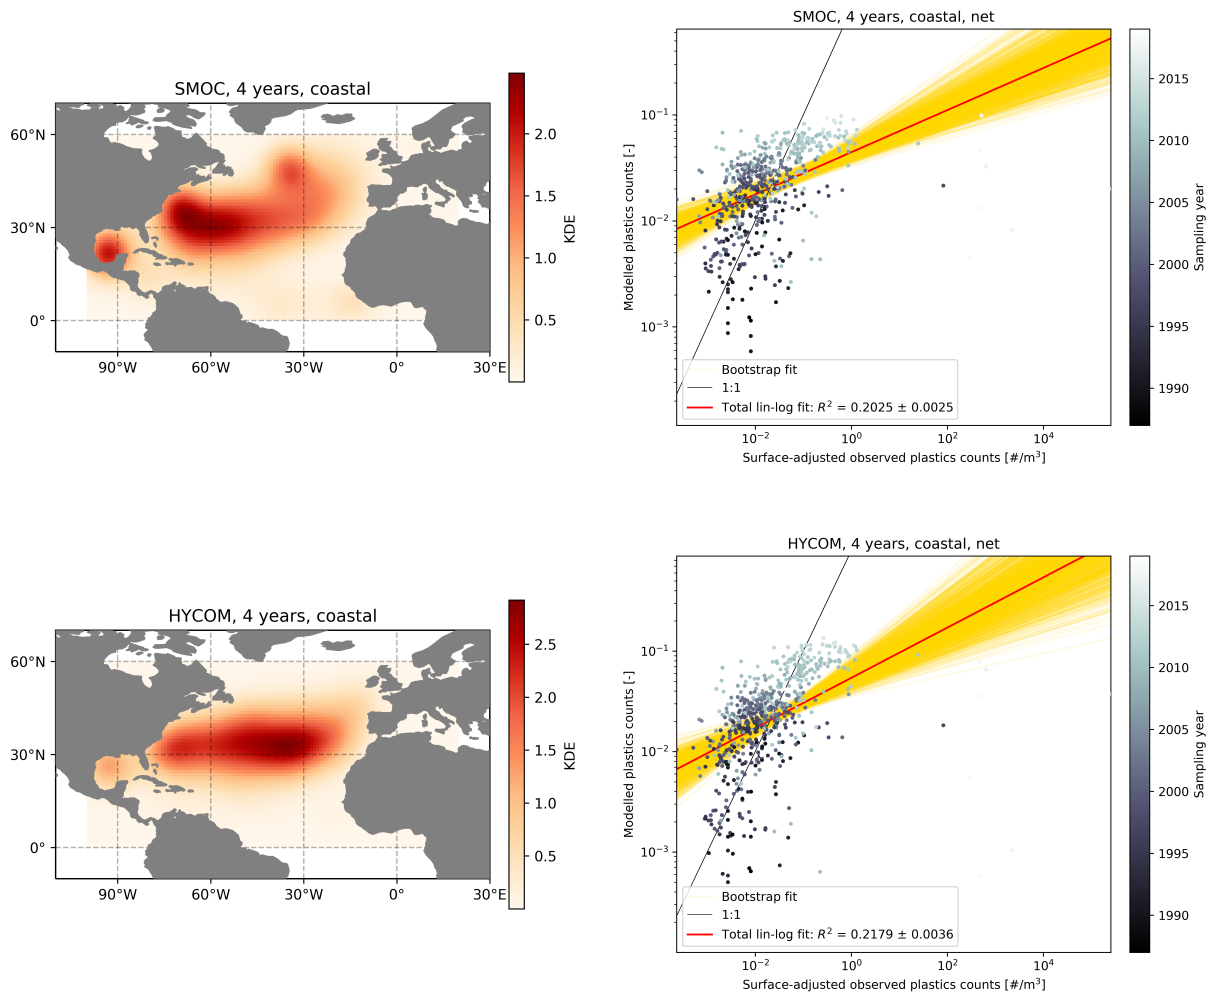 SMOC, 4 years, coastal
60°N
30°N
0°
90°W
60°W
30°W
0°
30°E
2.0
1.5
1.0
0.5
KDE
SMOC, 4 years, coastal, net
Modelled plastics counts [-]
10⁻¹
10⁻²
10⁻³
Bootstrap fit
1:1
Total lin-log fit: R² = 0.2025 ± 0.0025
10⁻²
10⁰
10²
10⁴
Surface-adjusted observed plastics counts [#/m³]
2015
2010
2005
2000
1995
1990
Sampling year
HYCOM, 4 years, coastal
60°N
30°N
0°
90°W
60°W
30°W
0°
30°E
2.5
2.0
1.5
1.0
0.5
KDE
HYCOM, 4 years, coastal, net
Modelled plastics counts [-]
10⁻¹
10⁻²
10⁻³
Bootstrap fit
1:1
Total lin-log fit: R² = 0.2179 ± 0.0036
10⁻²
10⁰
10²
10⁴
Surface-adjusted observed plastics counts [#/m³]
2015
2010
2005
2000
1995
1990
Sampling year